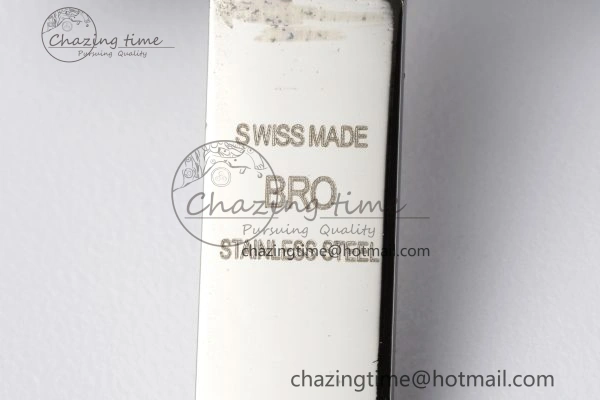 Chazing time
Pursuing Quality
SWISS MADE
BRO
Chazing time
Pursuing Quality
STAINLESS STEEL
chazingtime@hotmail.com
chazingtime@hotmail.com